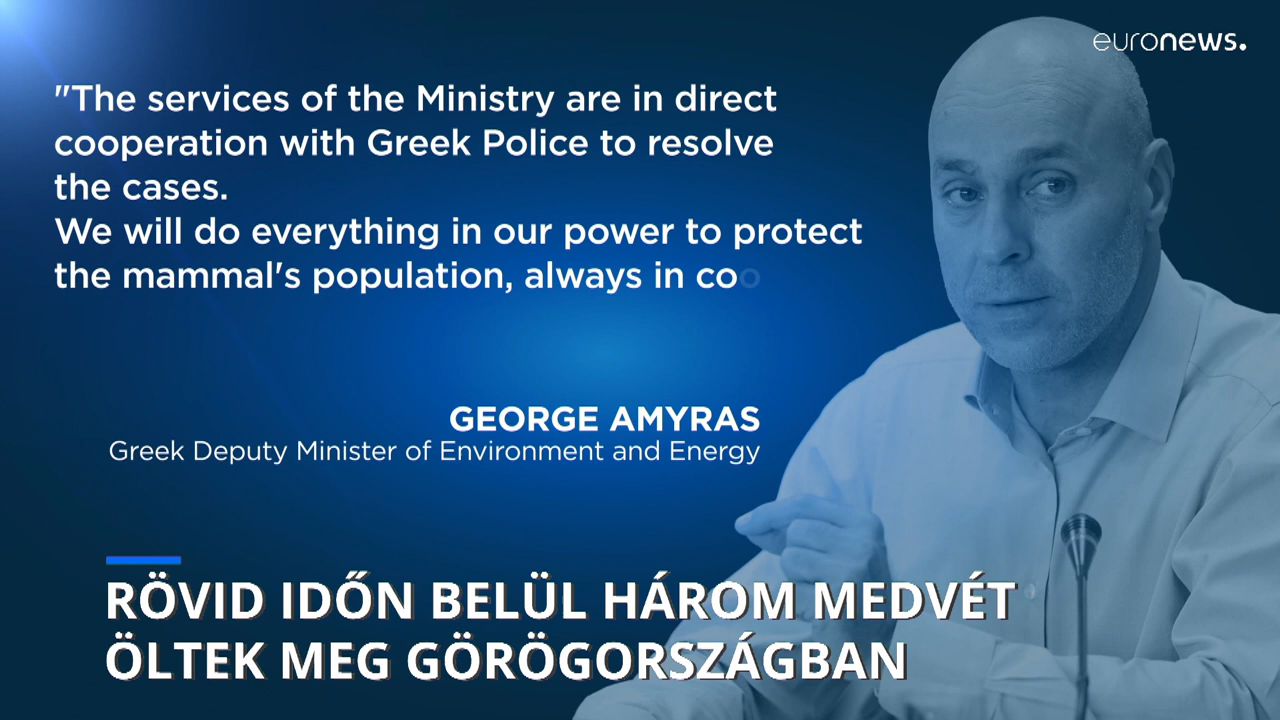 euronews.
"The services of the Ministry are in direct
cooperation with Greek Police to resolve
the cases.
We will do everything in our power to protect
the mammal's population, always in coo
GEORGE AMYRAS
Greek Deputy Minister of Environment and Energy
RÖVID IDŐN BELÜL HÁROM MEDVÉT
ÖLTEK MEG GÖRÖGORSZÁGBAN